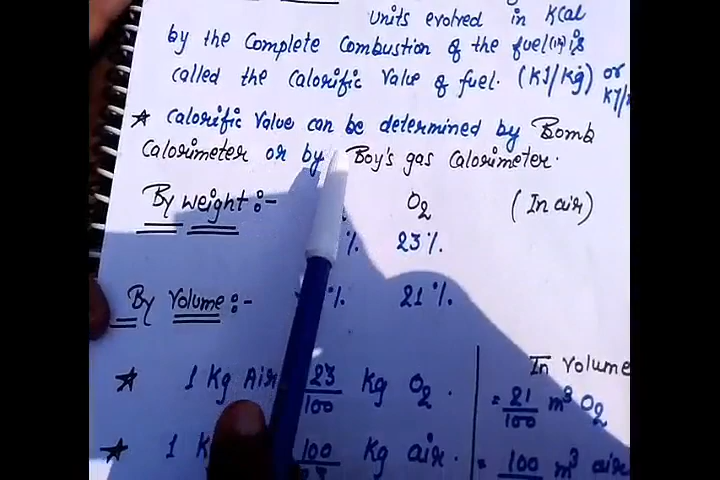 units evolved in Kcal
by the Complete Combustion of the fuel(1m³)is
called the Calorific Value of fuel. (KJ/Kg) or
KJ/
★ Calorific Value can be determined by Bomb
Calorimeter or by Boy's gas Calorimeter.
By weight :- O₂ (In air)
% 23%.
By Volume :- % 21%.
★ 1 Kg Air 23/100 Kg O₂ .
In Volume
= 21/100 m³ O₂
★ 1 K 100/23 Kg air.
= 100 m³ air